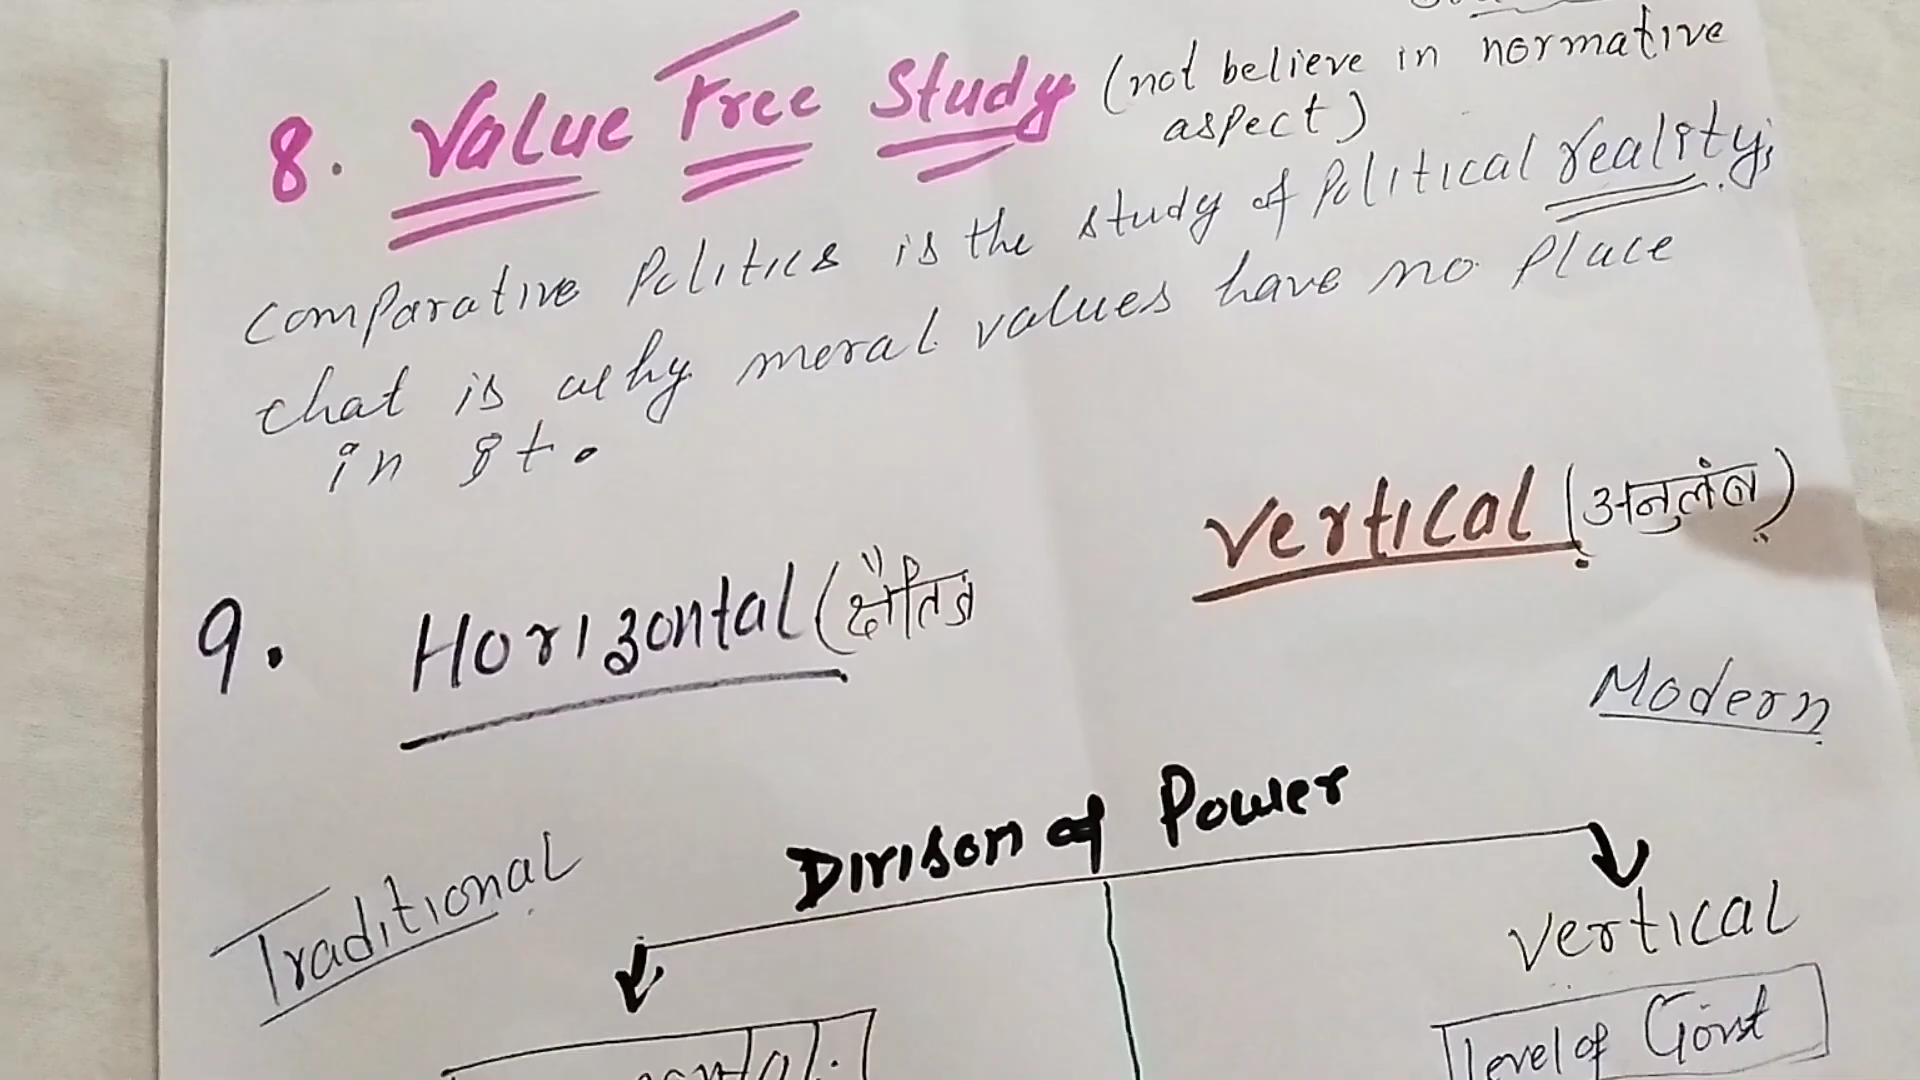 8. Value Free Study (not believe in normative
aspect)
comparative Politics is the study of Political reality,
that is why moral values have no place
in it.
Vertical (अनुलंब)
9. Horizontal (क्षैतिज
Modern
Divison of Power
Traditional
Vertical
level of Govt